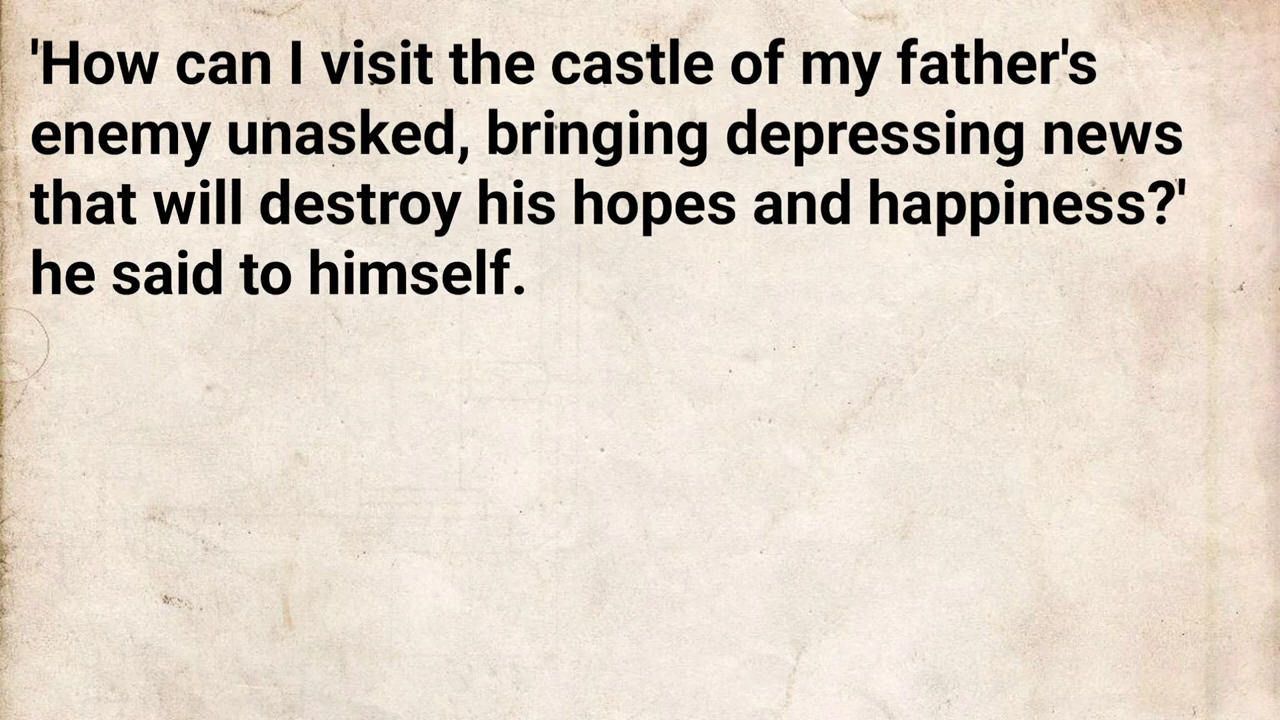 'How can I visit the castle of my father's
enemy unasked, bringing depressing news
that will destroy his hopes and happiness?'
he said to himself.